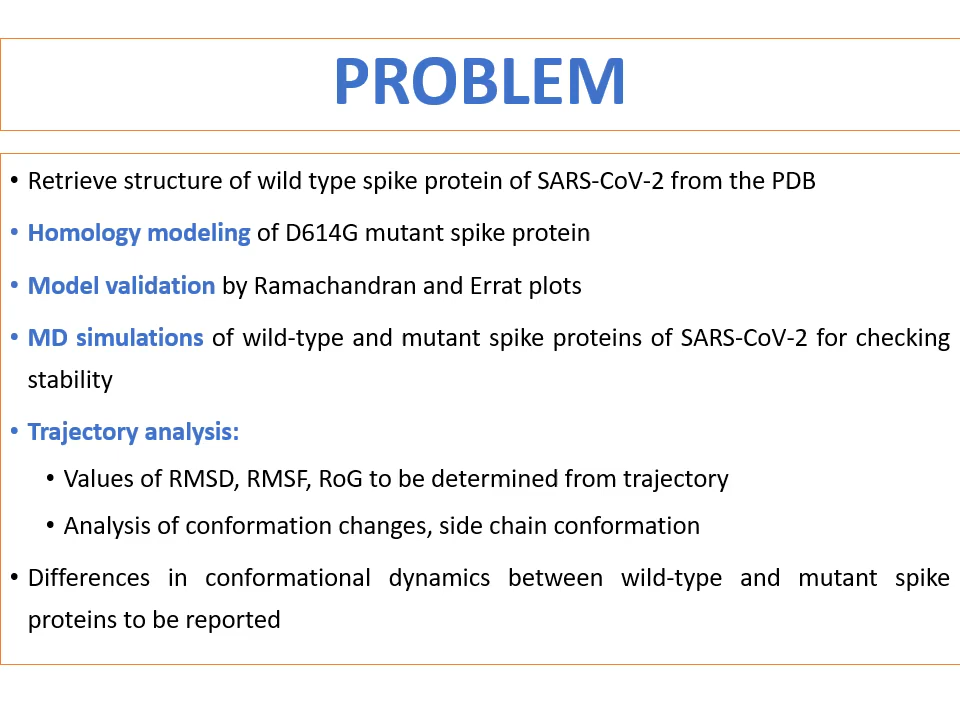 PROBLEM
• Retrieve structure of wild type spike protein of SARS-CoV-2 from the PDB
• Homology modeling of D614G mutant spike protein
• Model validation by Ramachandran and Errat plots
• MD simulations of wild-type and mutant spike proteins of SARS-CoV-2 for checking
stability
• Trajectory analysis:
• Values of RMSD, RMSF, RoG to be determined from trajectory
• Analysis of conformation changes, side chain conformation
• Differences in conformational dynamics between wild-type and mutant spike
proteins to be reported